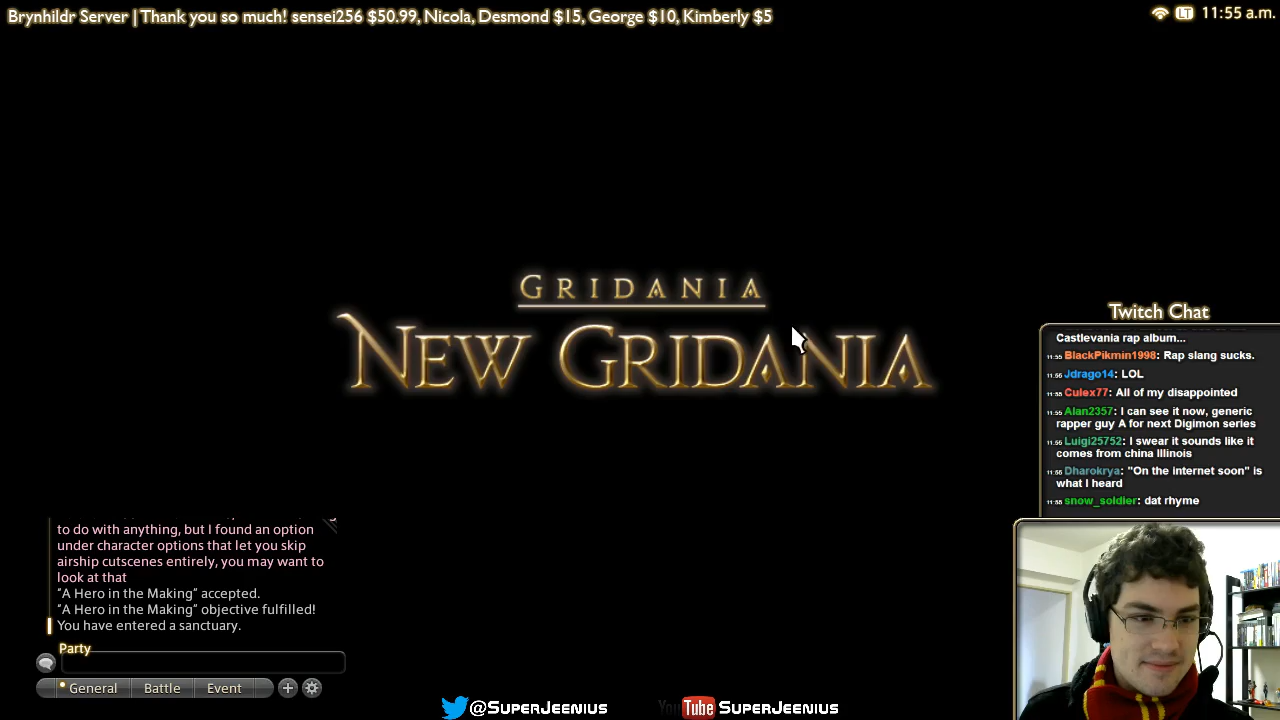 Brynhildr Server | Thank you so much! sensei256 $50.99, Nicola, Desmond $15, George $10, Kimberly $5
LT 11:55 a.m.
GRIDANIA
NEW GRIDANIA
Twitch Chat
Castlevania rap album...
BlackPikmin1998: Rap slang sucks.
Jdrago14: LOL
Culex77: All of my disappointed
Alan2357: I can see it now, generic
rapper guy A for next Digimon series
Luigi25752: I swear it sounds like it
comes from china Illinois
Dharokrya: "On the internet soon" is
what I heard
snow_soldier: dat rhyme
to do with anything, but I found an option
under character options that let you skip
airship cutscenes entirely, you may want to
look at that
"A Hero in the Making" accepted.
"A Hero in the Making" objective fulfilled!
You have entered a sanctuary.
Party
General Battle Event
@SUPERJEENIUS YouTube SUPERJEENIUS